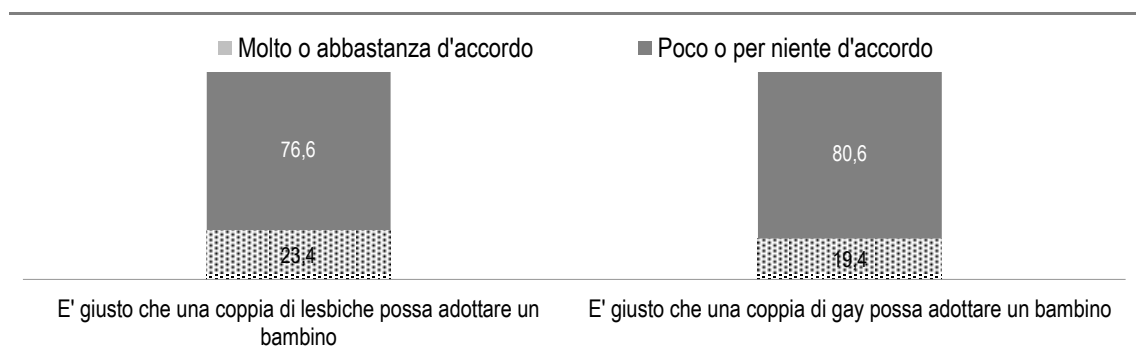 Molto o abbastanza d'accordo
Poco o per niente d'accordo
76,6
80,6
23,4
19,4
E' giusto che una coppia di lesbiche possa adottare un
bambino
E' giusto che una coppia di gay possa adottare un bambino